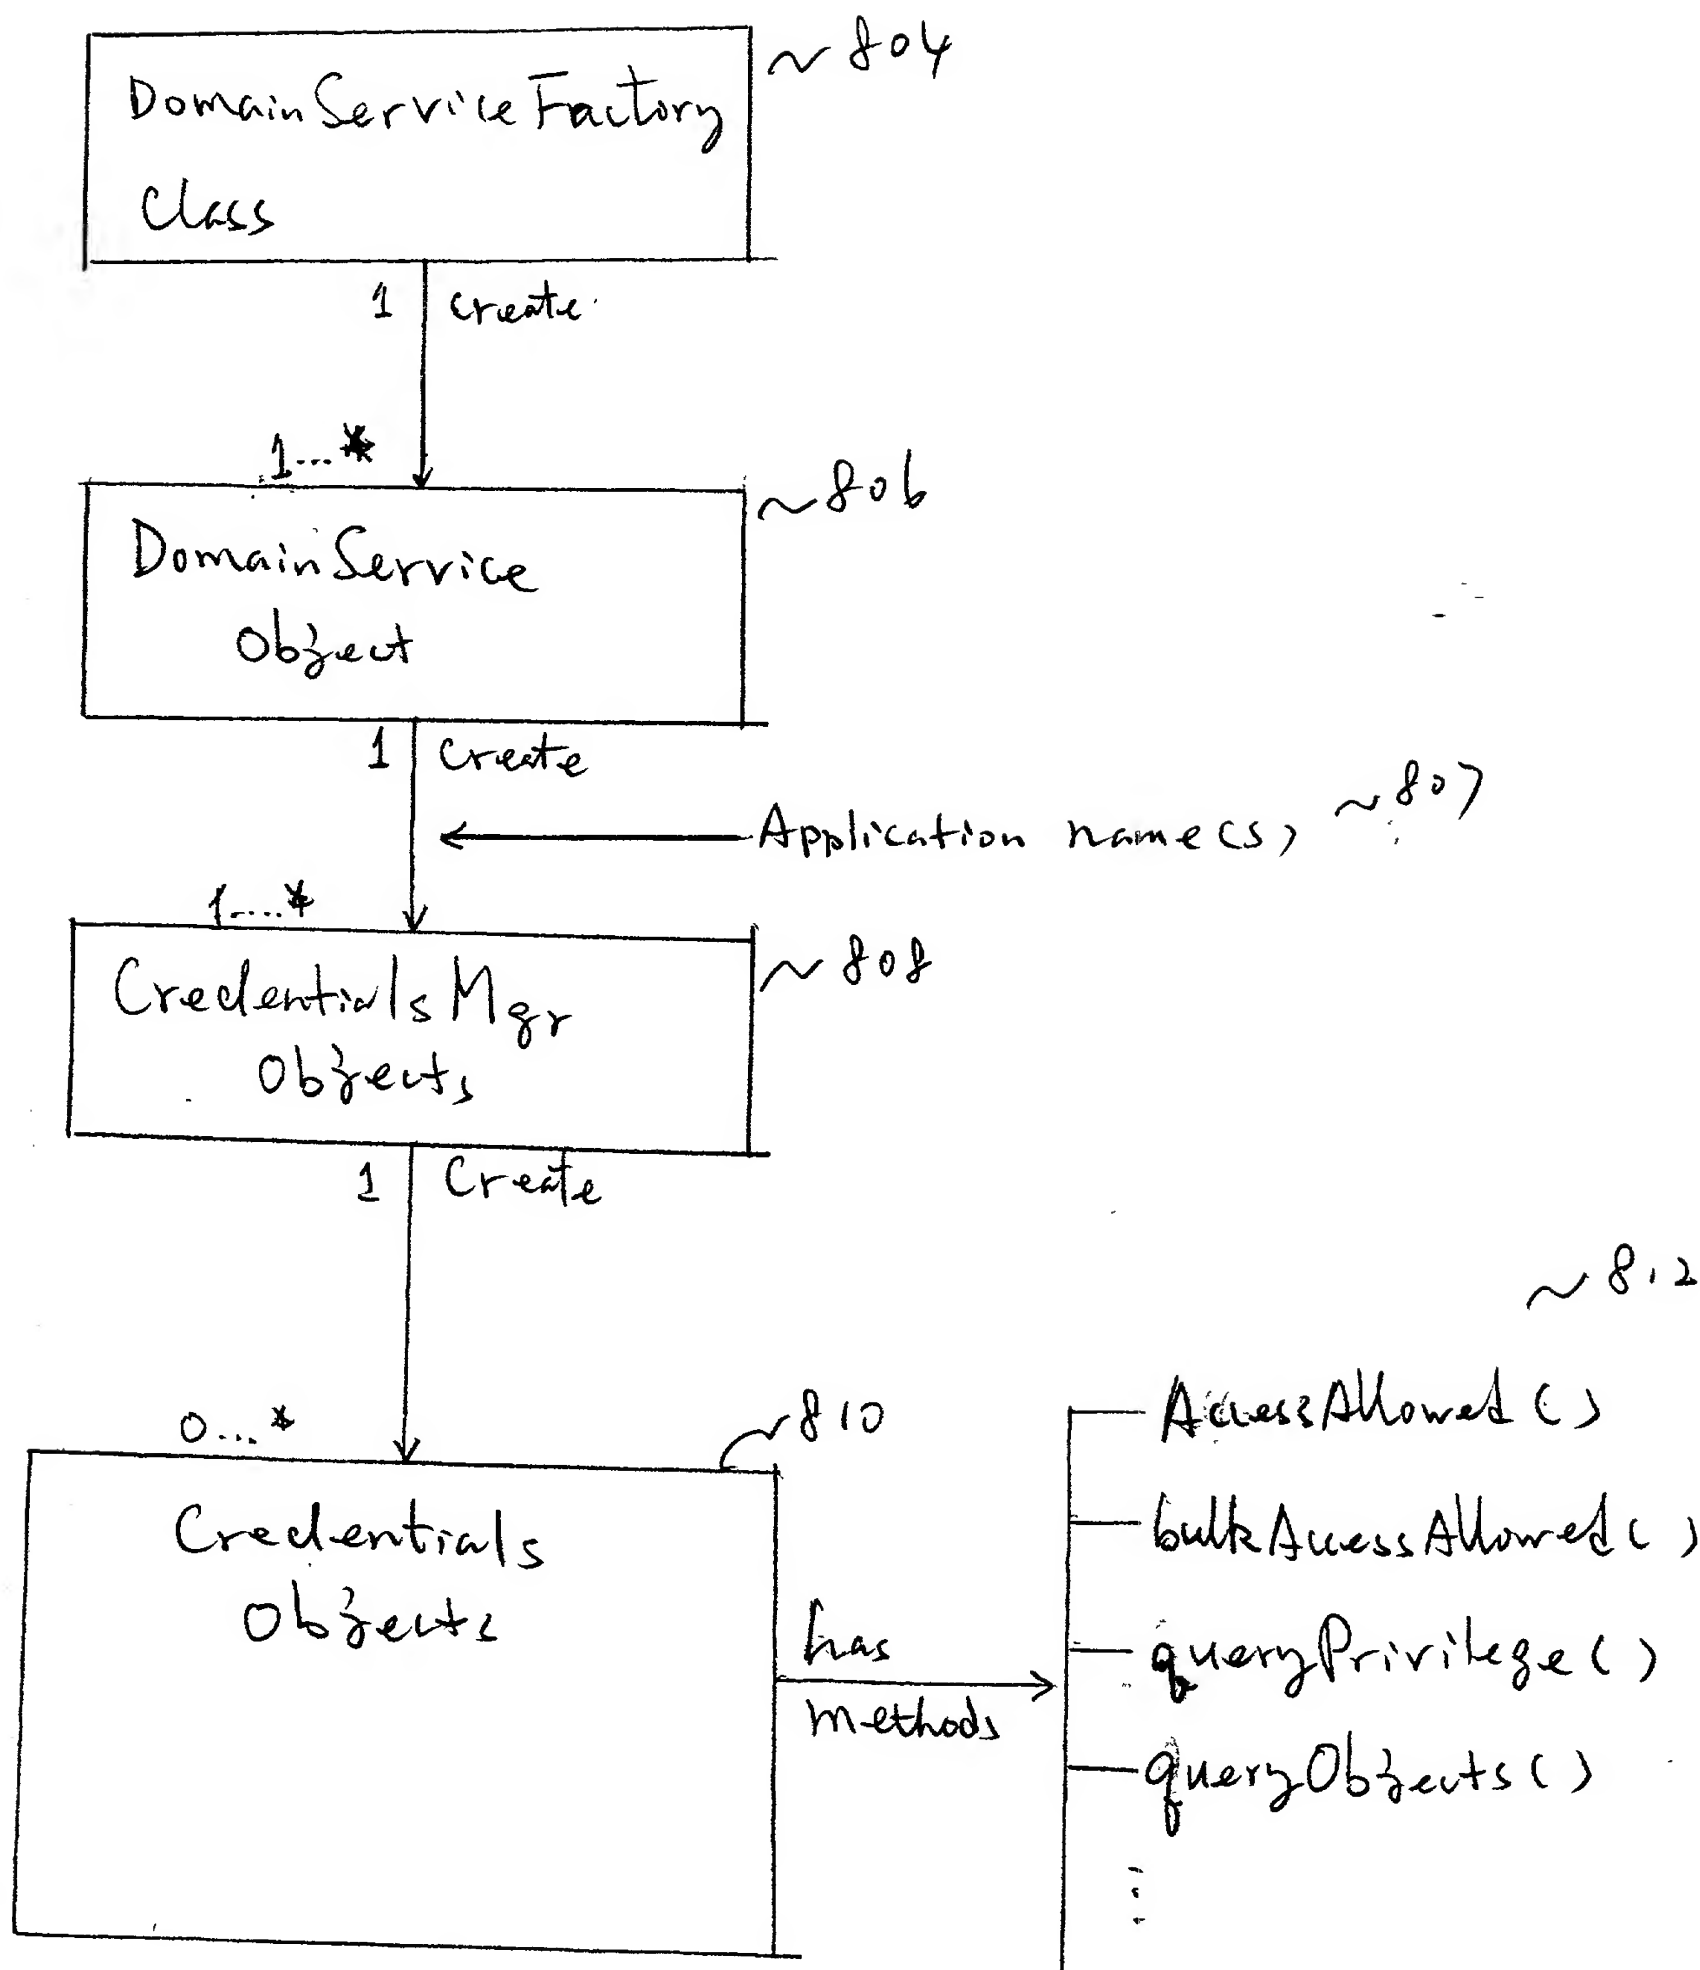 DomainServiceFactory
Class
~ 804
1 create
1...*
DomainService
Object
~ 806
1 Create
Application name(s)
~ 807
1....*
CredentialsMgr
Objects
~ 808
1 Create
0...*
~ 810
Credentials
Objects
has
methods
~ 812
AccessAllowed ( )
bulkAccessAllowed ( )
queryPrivilege ( )
queryObjects ( )